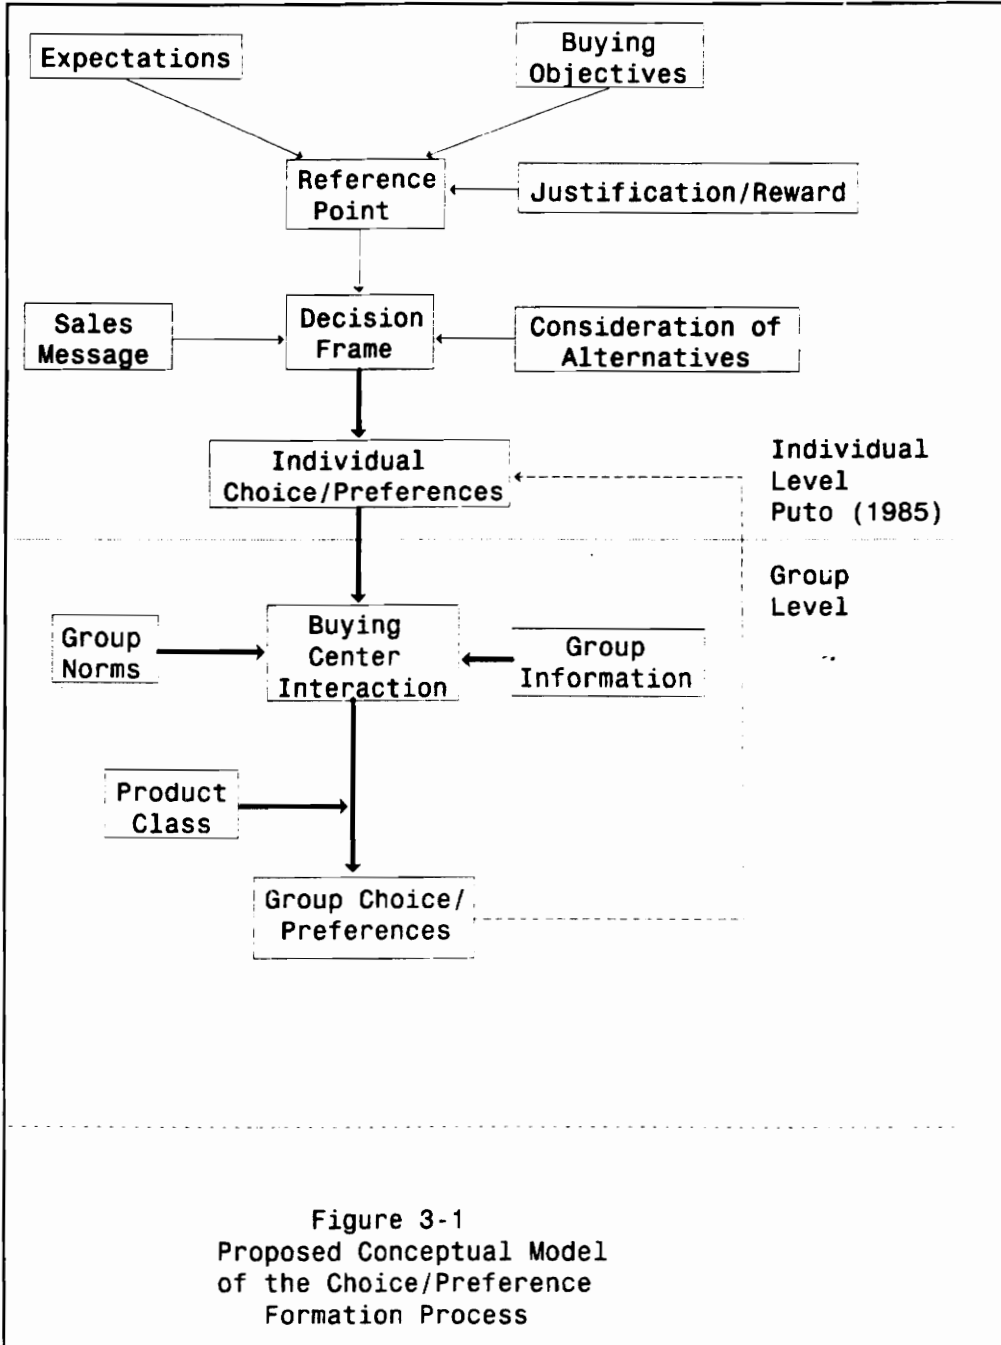 Expectations
Buying
Objectives
Reference
Point
Justification/Reward
Sales
Message
Decision
Frame
Consideration of
Alternatives
Individual
Choice/Preferences
Individual
Level
Puto (1985)
Group
Level
Group
Norms
Buying
Center
Interaction
Group
Information
Product
Class
Group Choice/
Preferences
Figure 3-1
Proposed Conceptual Model
of the Choice/Preference
Formation Process